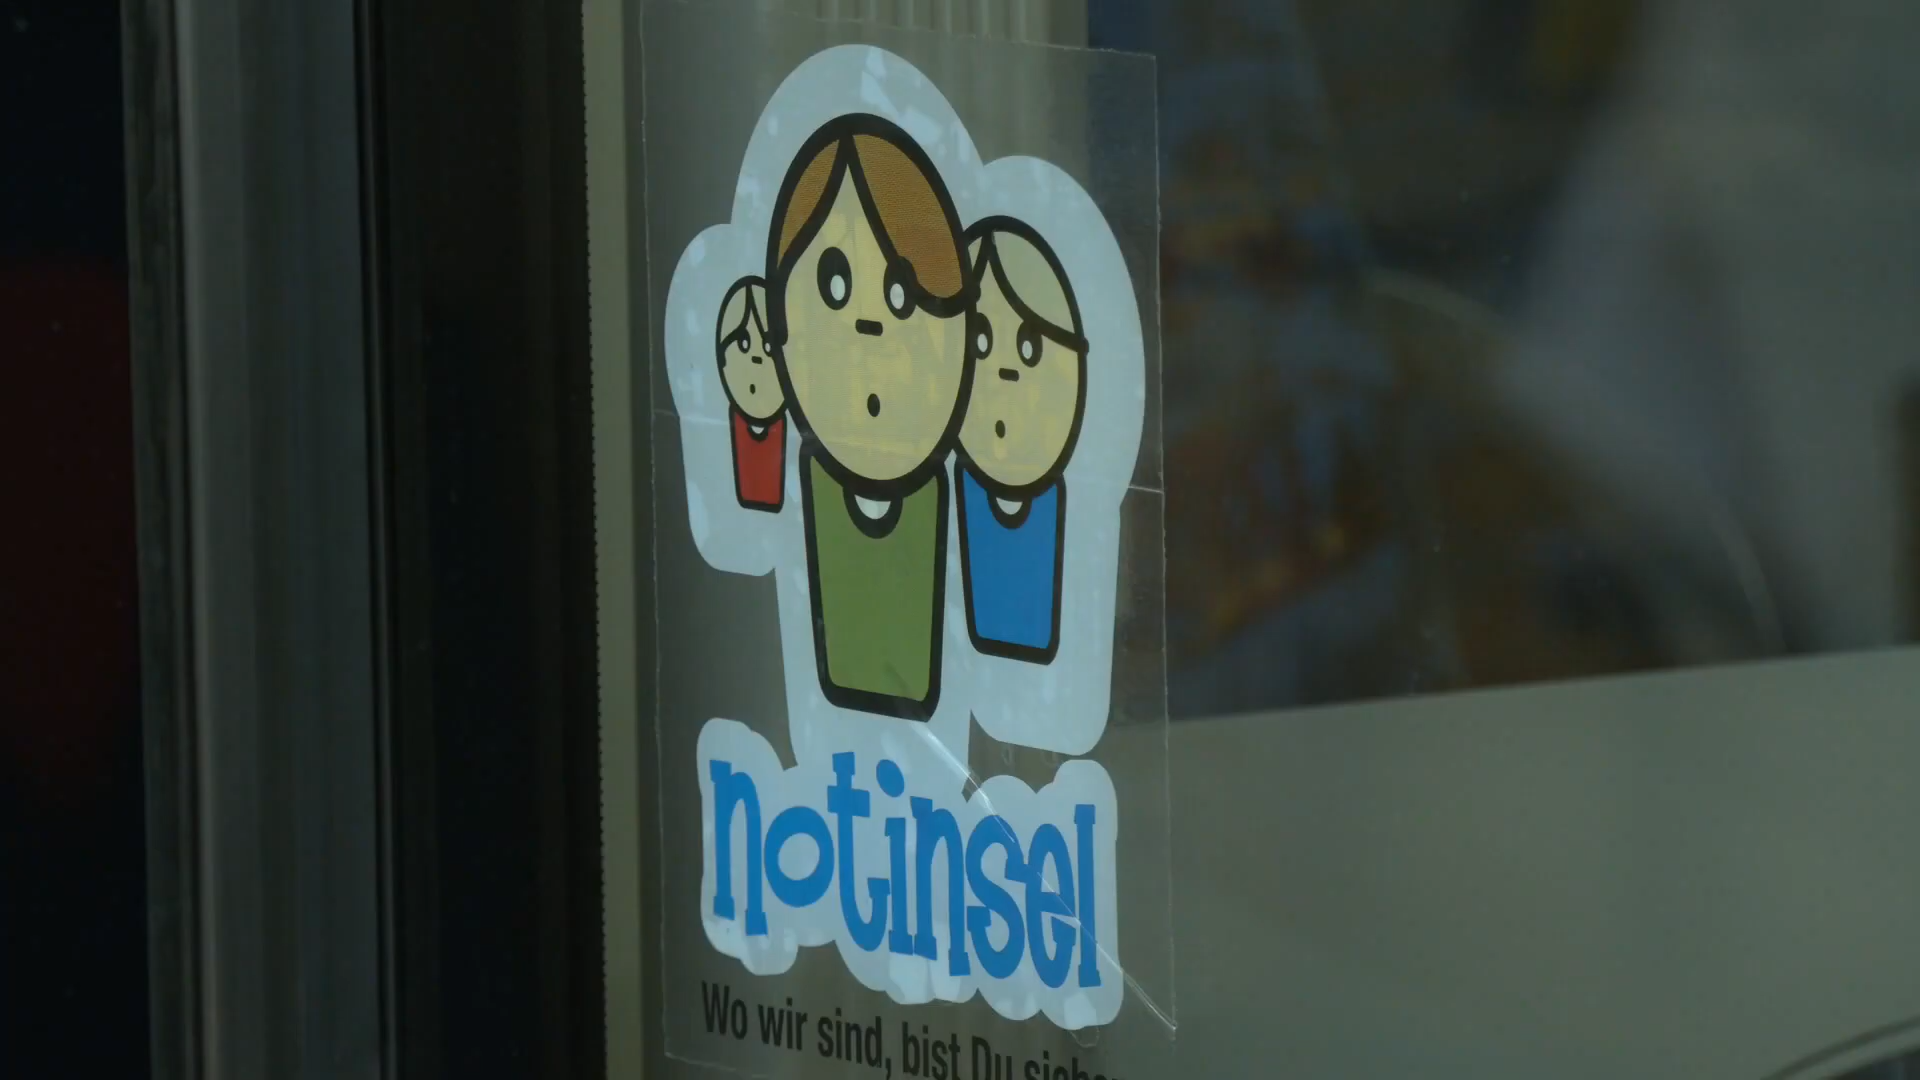 notinsel
Wo wir sind, bist Du